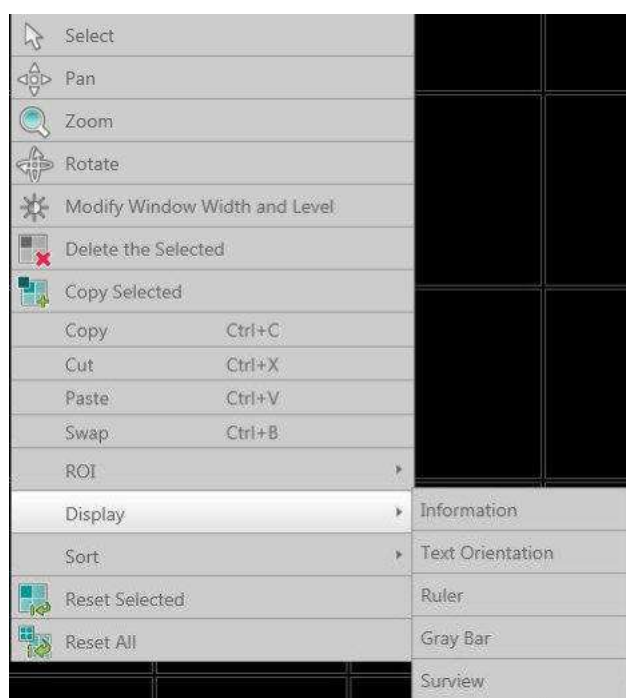 Select
Pan
Zoom
Rotate
Modify Window Width and Level
Delete the Selected
Copy Selected
Copy Ctrl+C
Cut Ctrl+X
Paste Ctrl+V
Swap Ctrl+B
ROI
Display
Sort
Reset Selected
Reset All
Information
Text Orientation
Ruler
Gray Bar
Surview